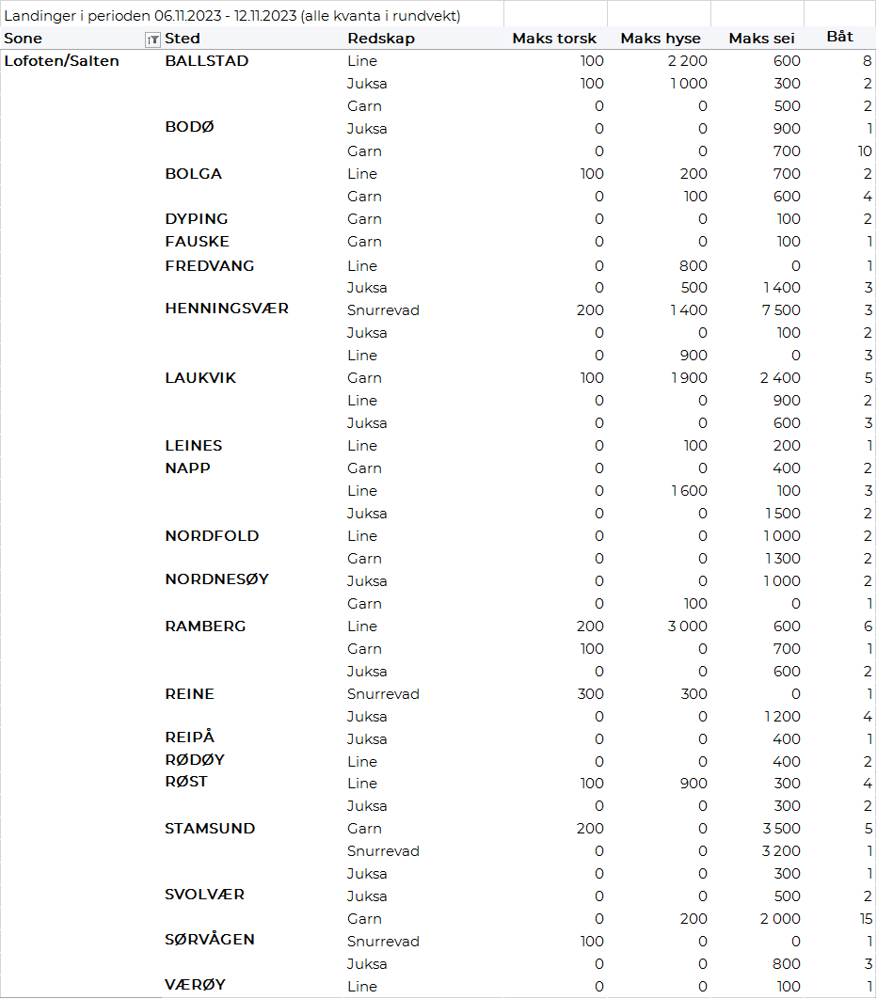 Landinger i perioden 06.11.2023 - 12.11.2023 (alle kvanta i rundvekt)
Sone Sted Redskap Maks torsk Maks hyse Maks sei Båt
Lofoten/Salten BALLSTAD Line 100 2 200 600 8
Juksa 100 1 000 300 2
Garn 0 0 500 2
BODØ Juksa 0 0 900 1
Garn 0 0 700 10
BOLGA Line 100 200 700 2
Garn 0 100 600 4
DYPING Garn 0 0 100 2
FAUSKE Garn 0 0 100 1
FREDVANG Line 0 800 0 1
Juksa 0 500 1 400 3
HENNINGSVÆR Snurrevad 200 1 400 7 500 3
Juksa 0 0 100 2
Line 0 900 0 3
LAUKVIK Garn 100 1 900 2 400 5
Line 0 0 900 2
Juksa 0 0 600 3
LEINES Line 0 100 200 1
NAPP Garn 0 0 400 2
Line 0 1 600 100 3
Juksa 0 0 1 500 2
NORDFOLD Line 0 0 1 000 2
Garn 0 0 1 300 2
NORDNESØY Juksa 0 0 1 000 2
Garn 0 100 0 1
RAMBERG Line 200 3 000 600 6
Garn 100 0 700 1
Juksa 0 0 600 2
REINE Snurrevad 300 300 0 1
Juksa 0 0 1 200 4
REIPÅ Juksa 0 0 400 1
RØDØY Line 0 0 400 2
RØST Line 100 900 300 4
Juksa 0 0 300 2
STAMSUND Garn 200 0 3 500 5
Snurrevad 0 0 3 200 1
Juksa 0 0 300 1
SVOLVÆR Juksa 0 0 500 2
Garn 0 200 2 000 15
SØRVÅGEN Snurrevad 100 0 0 1
Juksa 0 0 800 3
VÆRØY Line 0 0 100 1